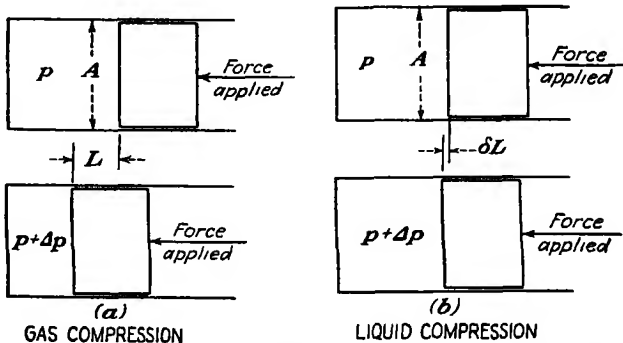 p A Force
applied
L
p+Δp Force
applied
(a)
GAS COMPRESSION
p A Force
applied
δL
p+Δp Force
applied
(b)
LIQUID COMPRESSION